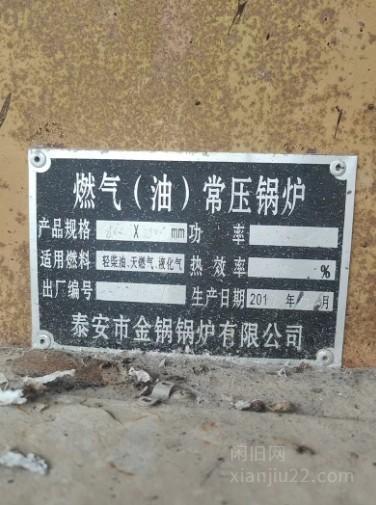 燃气（油）常压锅炉
产品规格 X mm 功率
适用燃料 轻柴油、天燃气、液化气 热效率 %
出厂编号 生产日期 201 年 月
泰安市金锅锅炉有限公司
闲旧网
xianjiu22.com